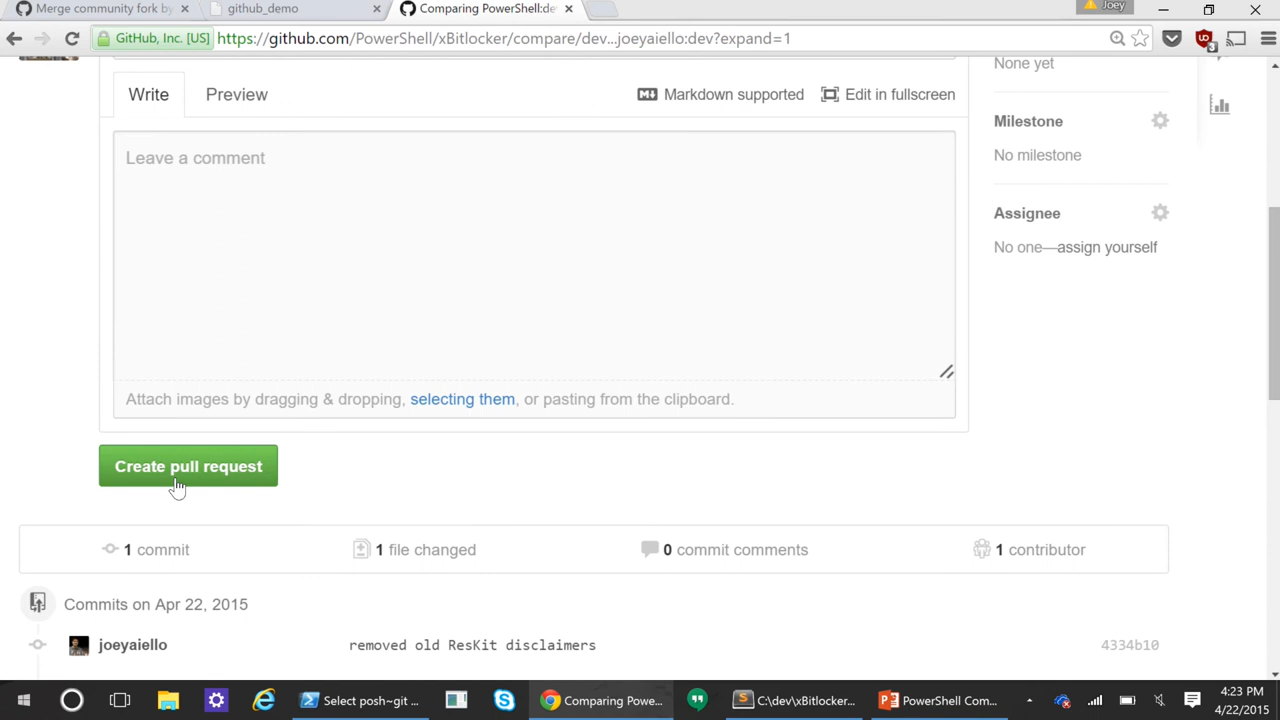 Merge community fork by
github_demo
Comparing PowerShell:de
Joey
GitHub, Inc. [US] https://github.com/PowerShell/xBitlocker/compare/dev...joeyaiello:dev?expand=1
3
None yet
Write
Preview
Markdown supported
Edit in fullscreen
Milestone
No milestone
Leave a comment
Assignee
No one—assign yourself
Attach images by dragging & dropping, selecting them, or pasting from the clipboard.
Create pull request
1 commit
1 file changed
0 commit comments
1 contributor
Commits on Apr 22, 2015
joeyaiello
removed old ResKit disclaimers
4334b10
Select posh~git ...
Comparing Powe...
C:\dev\xBitlocker...
PowerShell Com...
4:23 PM
4/22/2015